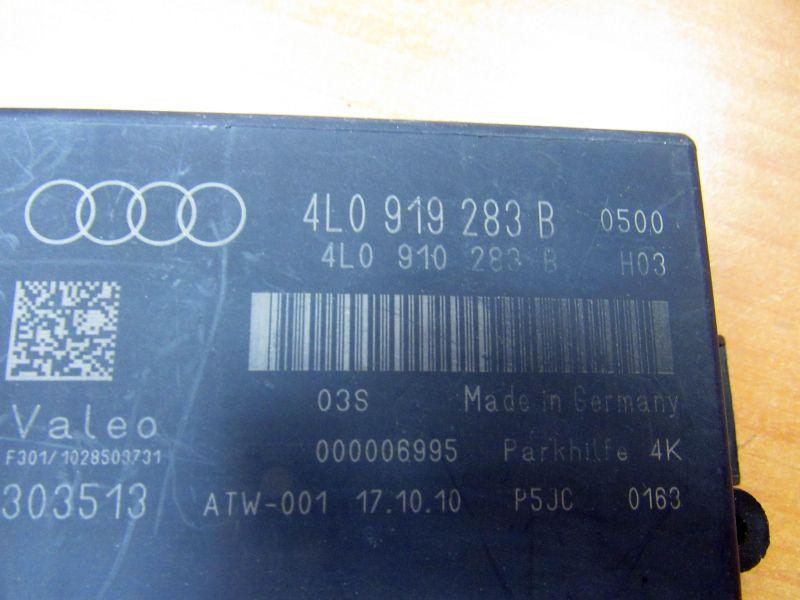 4L0 919 283 B 0500
4L0 910 283 B H03
03S Made in Germany
Valeo
000006995 Parkhilfe 4K
F301/1028503731
303513 ATW-001 17.10.10 P5JC 0163